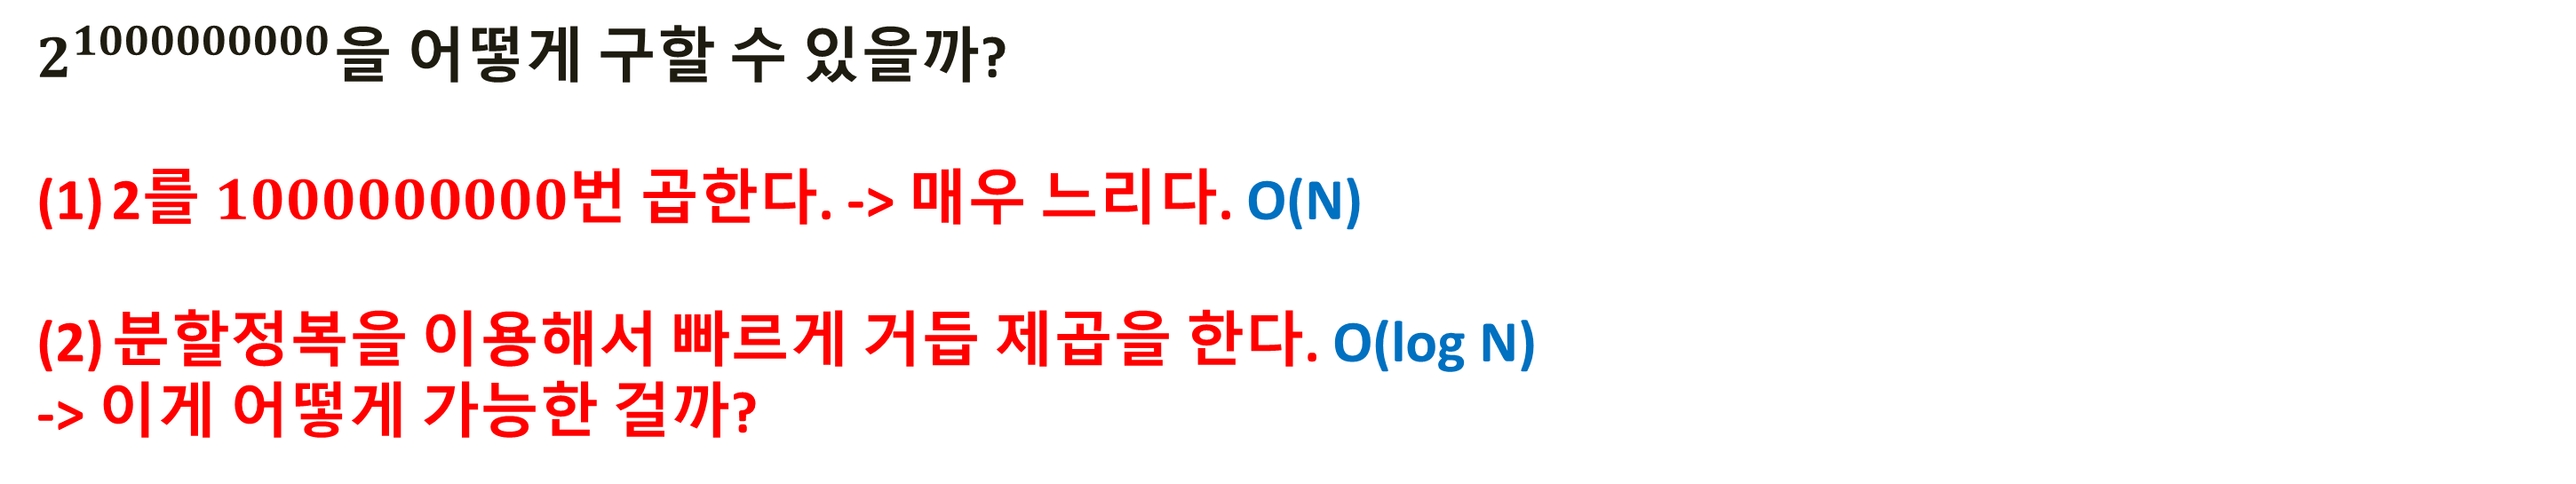 2^1000000000을 어떻게 구할 수 있을까?
(1) 2를 1000000000번 곱한다. -> 매우 느리다. O(N)
(2) 분할정복을 이용해서 빠르게 거듭 제곱을 한다. O(log N)
-> 이게 어떻게 가능한 걸까?